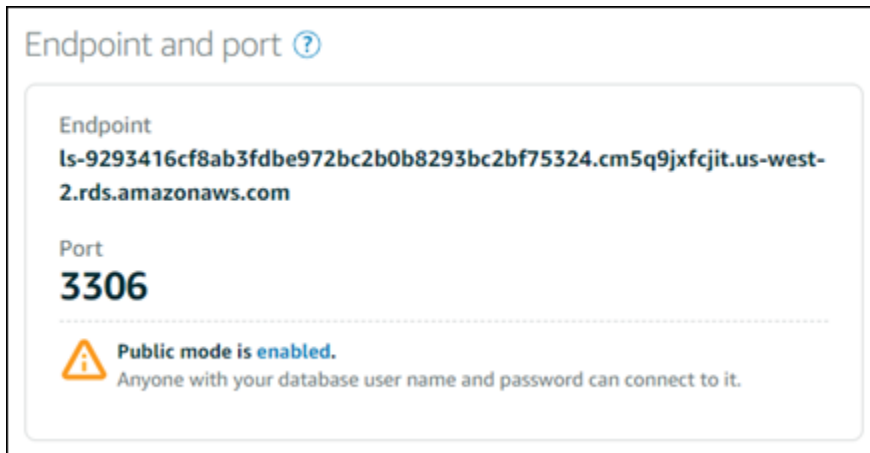 Endpoint and port ?
Endpoint
ls-9293416cf8ab3fdbe972bc2b0b8293bc2bf75324.cm5q9jxfcjit.us-west-
2.rds.amazonaws.com
Port
3306
Public mode is enabled.
Anyone with your database user name and password can connect to it.